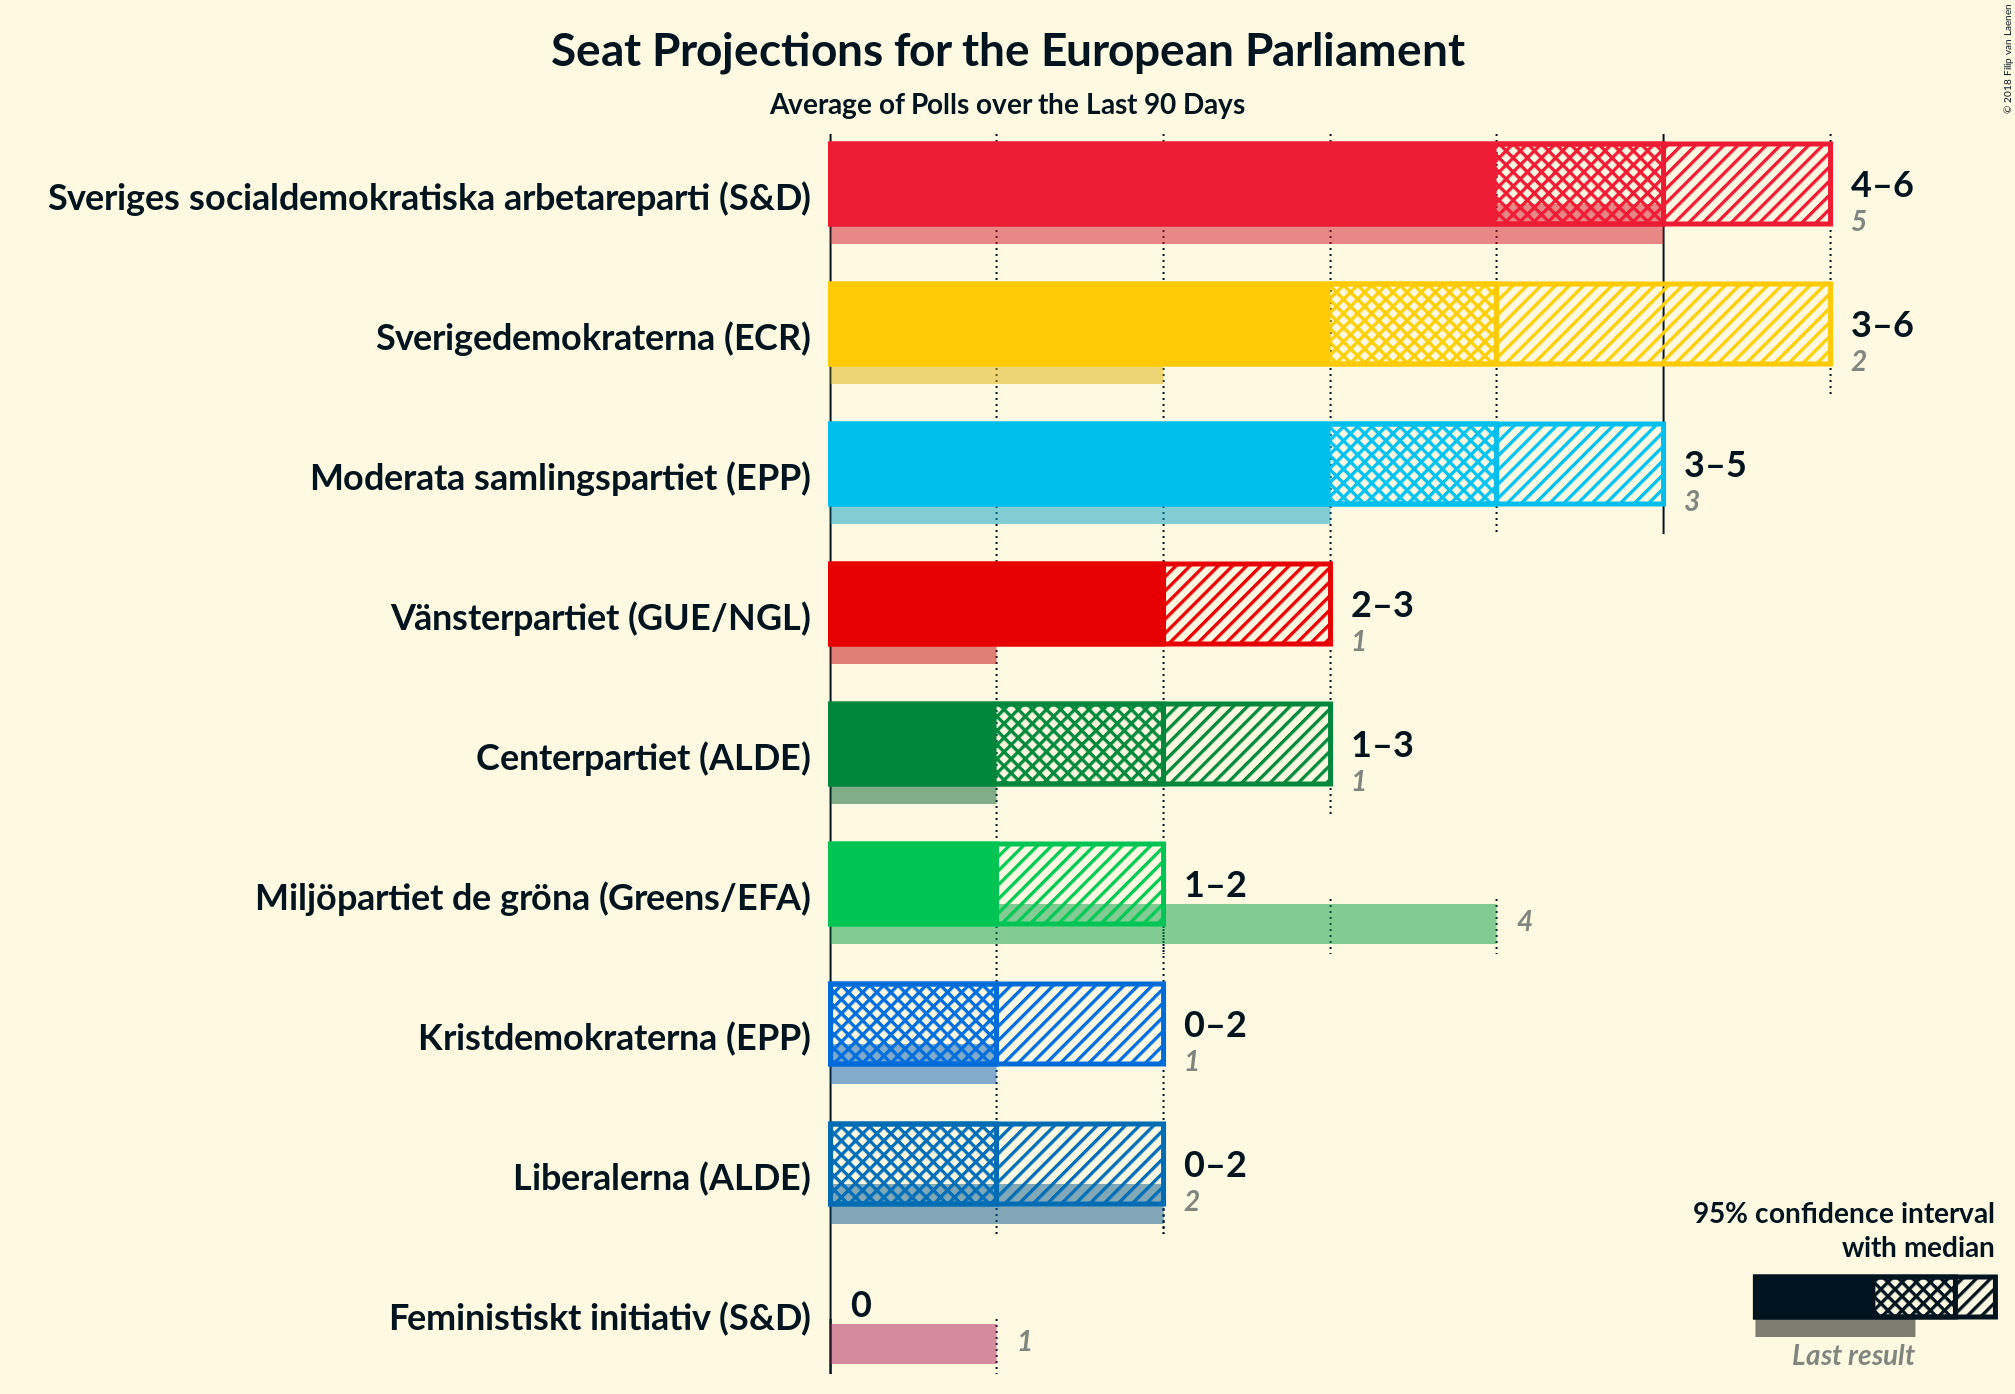 Seat Projections for the European Parliament
Average of Polls over the Last 90 Days
© 2018 Filip van Laenen
Sveriges socialdemokratiska arbetareparti (S&D)
4–6
5
Sverigedemokraterna (ECR)
3–6
2
Moderata samlingspartiet (EPP)
3–5
3
Vänsterpartiet (GUE/NGL)
2–3
1
Centerpartiet (ALDE)
1–3
1
Miljöpartiet de gröna (Greens/EFA)
1–2
4
Kristdemokraterna (EPP)
0–2
1
Liberalerna (ALDE)
0–2
2
Feministiskt initiativ (S&D)
0
1
95% confidence interval
with median
Last result